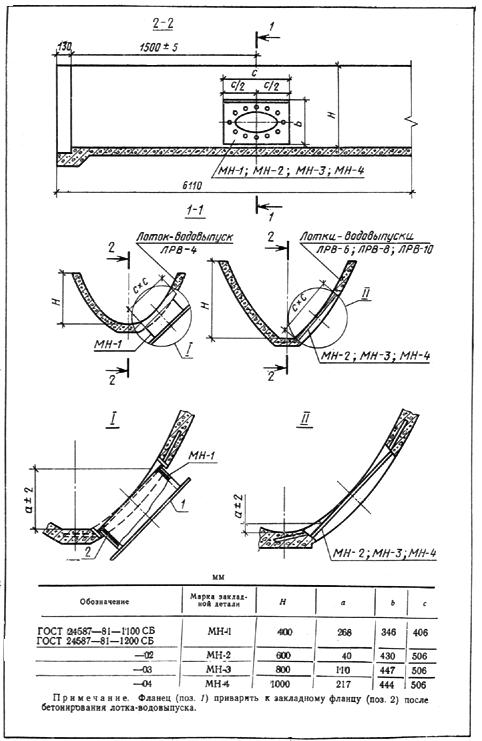 2-2
1
130
1500 ± 5
c
c/2
c/2
b
H
МН-1; МН-2; МН-3; МН-4
6110
1
1-1
2
Лоток-водовыпуск
ЛРВ-4
c×c
H
МН-1
I
2
2
Лотки-водовыпуски
ЛРВ-6; ЛРВ-8; ЛРВ-10
c×c
II
H
МН-2; МН-3; МН-4
2
I
МН-1
a±2
1
2
II
a±2
МН-2; МН-3; МН-4
мм
Обозначение Марка заклад-
ной детали H a b c
ГОСТ 24587—81—1100 СБ МН-1 400 268 346 406
ГОСТ 24587—81—1200 СБ
—02 МН-2 600 40 430 506
—03 МН-3 800 110 447 506
—04 МН-4 1000 217 444 506
Примечание. Фланец (поз. 1) приварить к закладному фланцу (поз. 2) после
бетонирования лотка-водовыпуска.